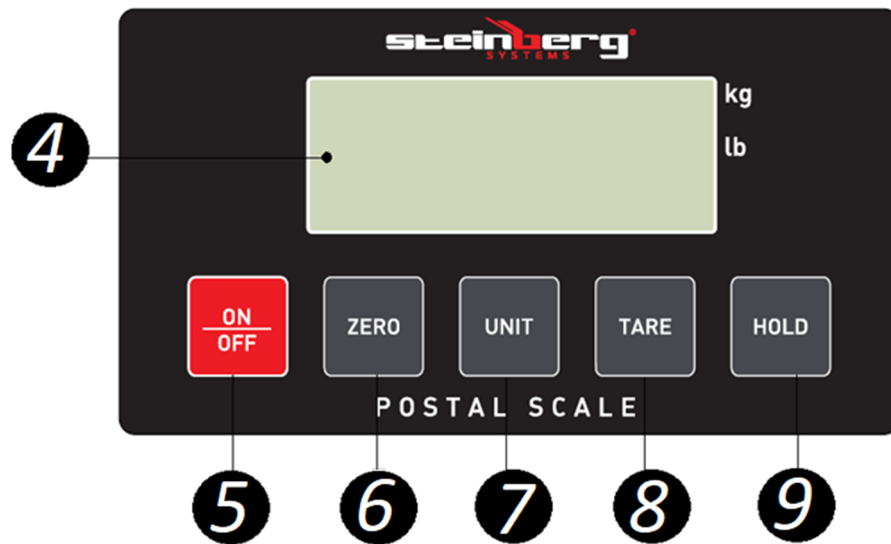 steinberg
SYSTEMS
kg
4
lb
ON
OFF
ZERO
UNIT
TARE
HOLD
POSTAL SCALE
5 6 7 8 9